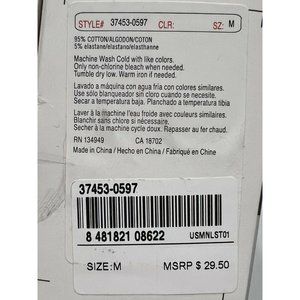 STYLE# 37453-0597 CLR: SZ: M
95% COTTON/ALGODON/COTON
5% elastane/elastano/elasthanne
Machine Wash Cold with like colors.
Only non-chlorine bleach when needed.
Tumble dry low. Warm iron if needed.
Lavado a máquina con agua fría con colores similares.
Use sólo blanqueador sin cloro cuando se necesite.
Secar a temperatura baja. Planchado a temperatura tibia
Laver à la machine l'eau froide avec couleurs similaires.
Blanchir sans chlore si nécessaire.
Secher à la machine cycle doux. Repasser au fer chaud.
RN 134949 CA 18702
Made in China / Hecho en China / Fabriqué en Chine
37453-0597
8 481821 08622 USMNLST01
SIZE: M MSRP $ 29.50